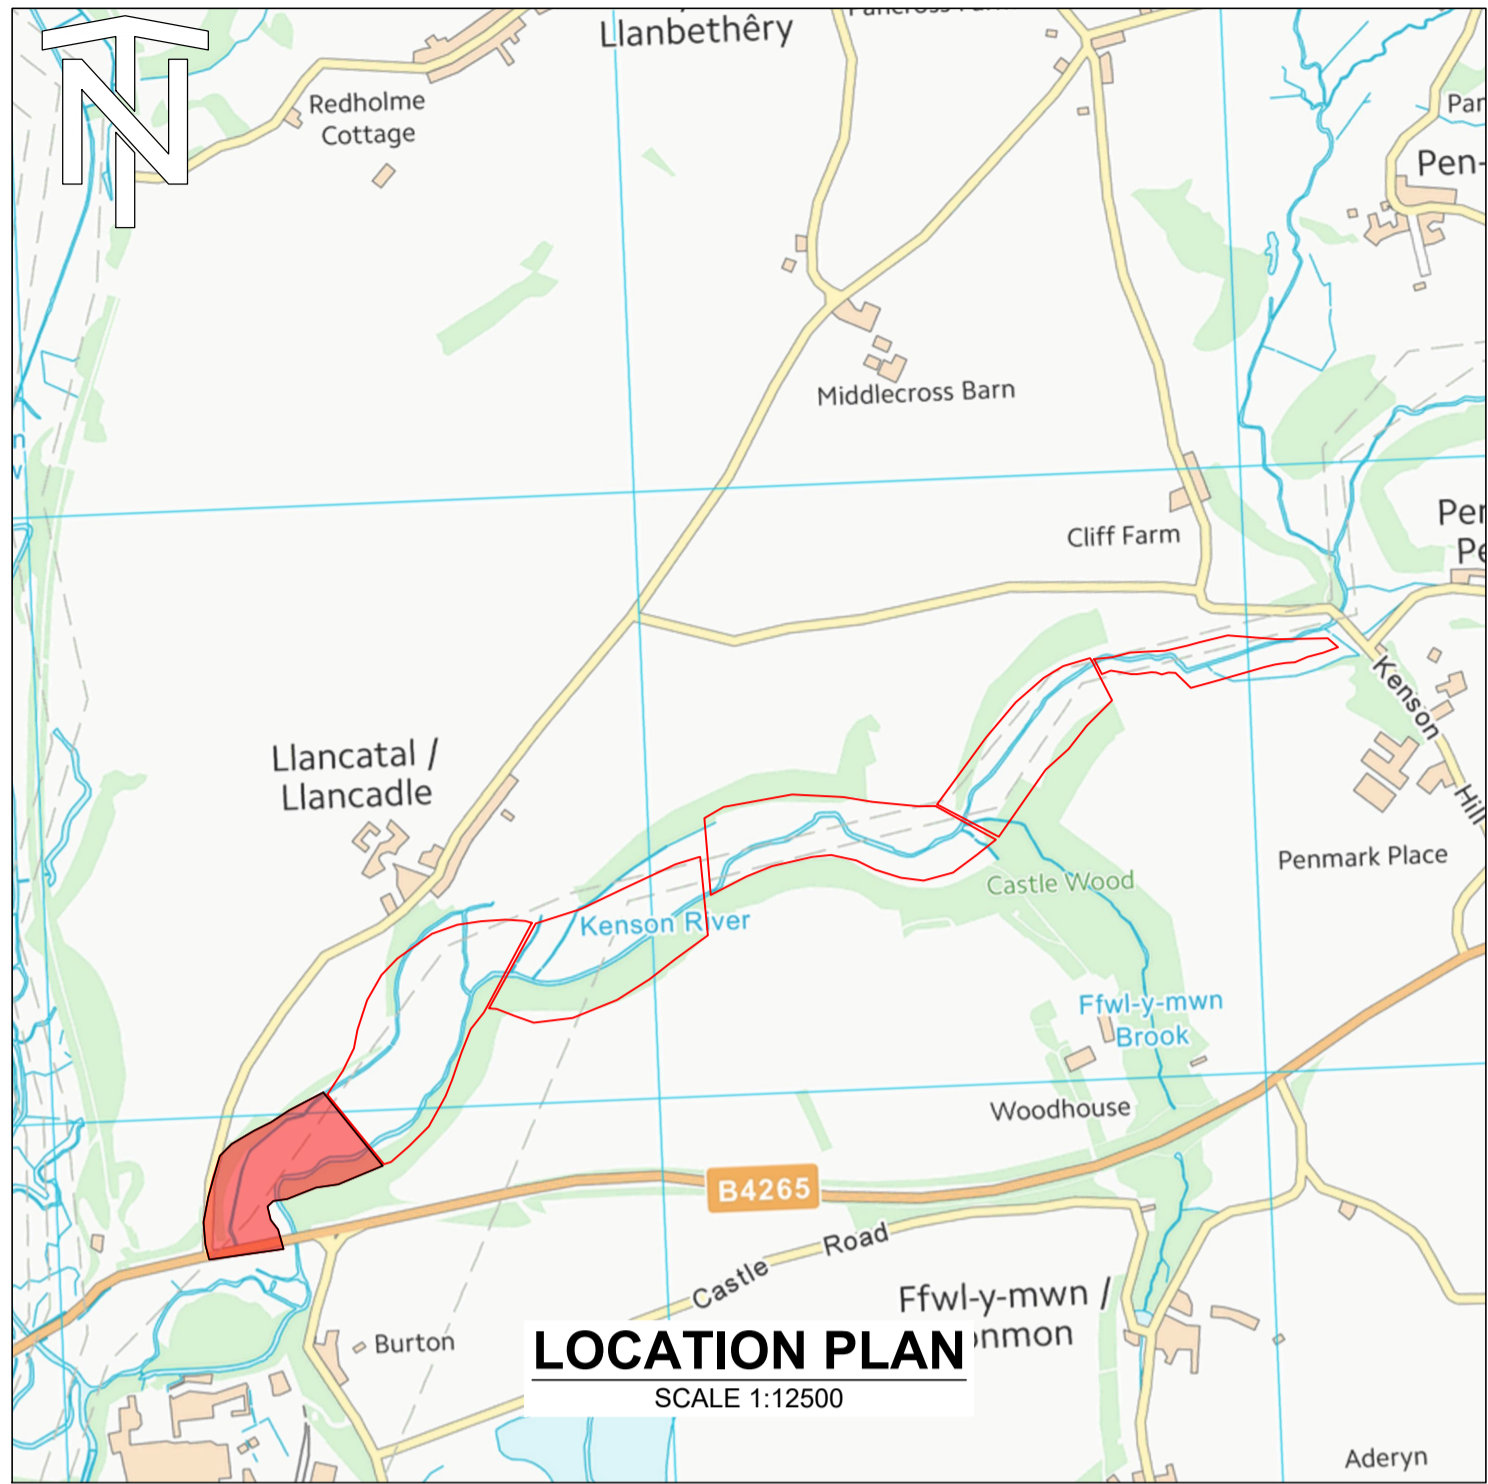 Llanbethêry
Redholme
Cottage
Pen-
Middlecross Barn
Cliff Farm
Kenson
Hill
Llancatal /
Llancadle
Penmark Place
Castle Wood
Kenson River
Ffwl-y-mwn
Brook
Woodhouse
B4265
Castle Road
Ffwl-y-mwn /
onmon
Burton
LOCATION PLAN
SCALE 1:12500
Aderyn
N